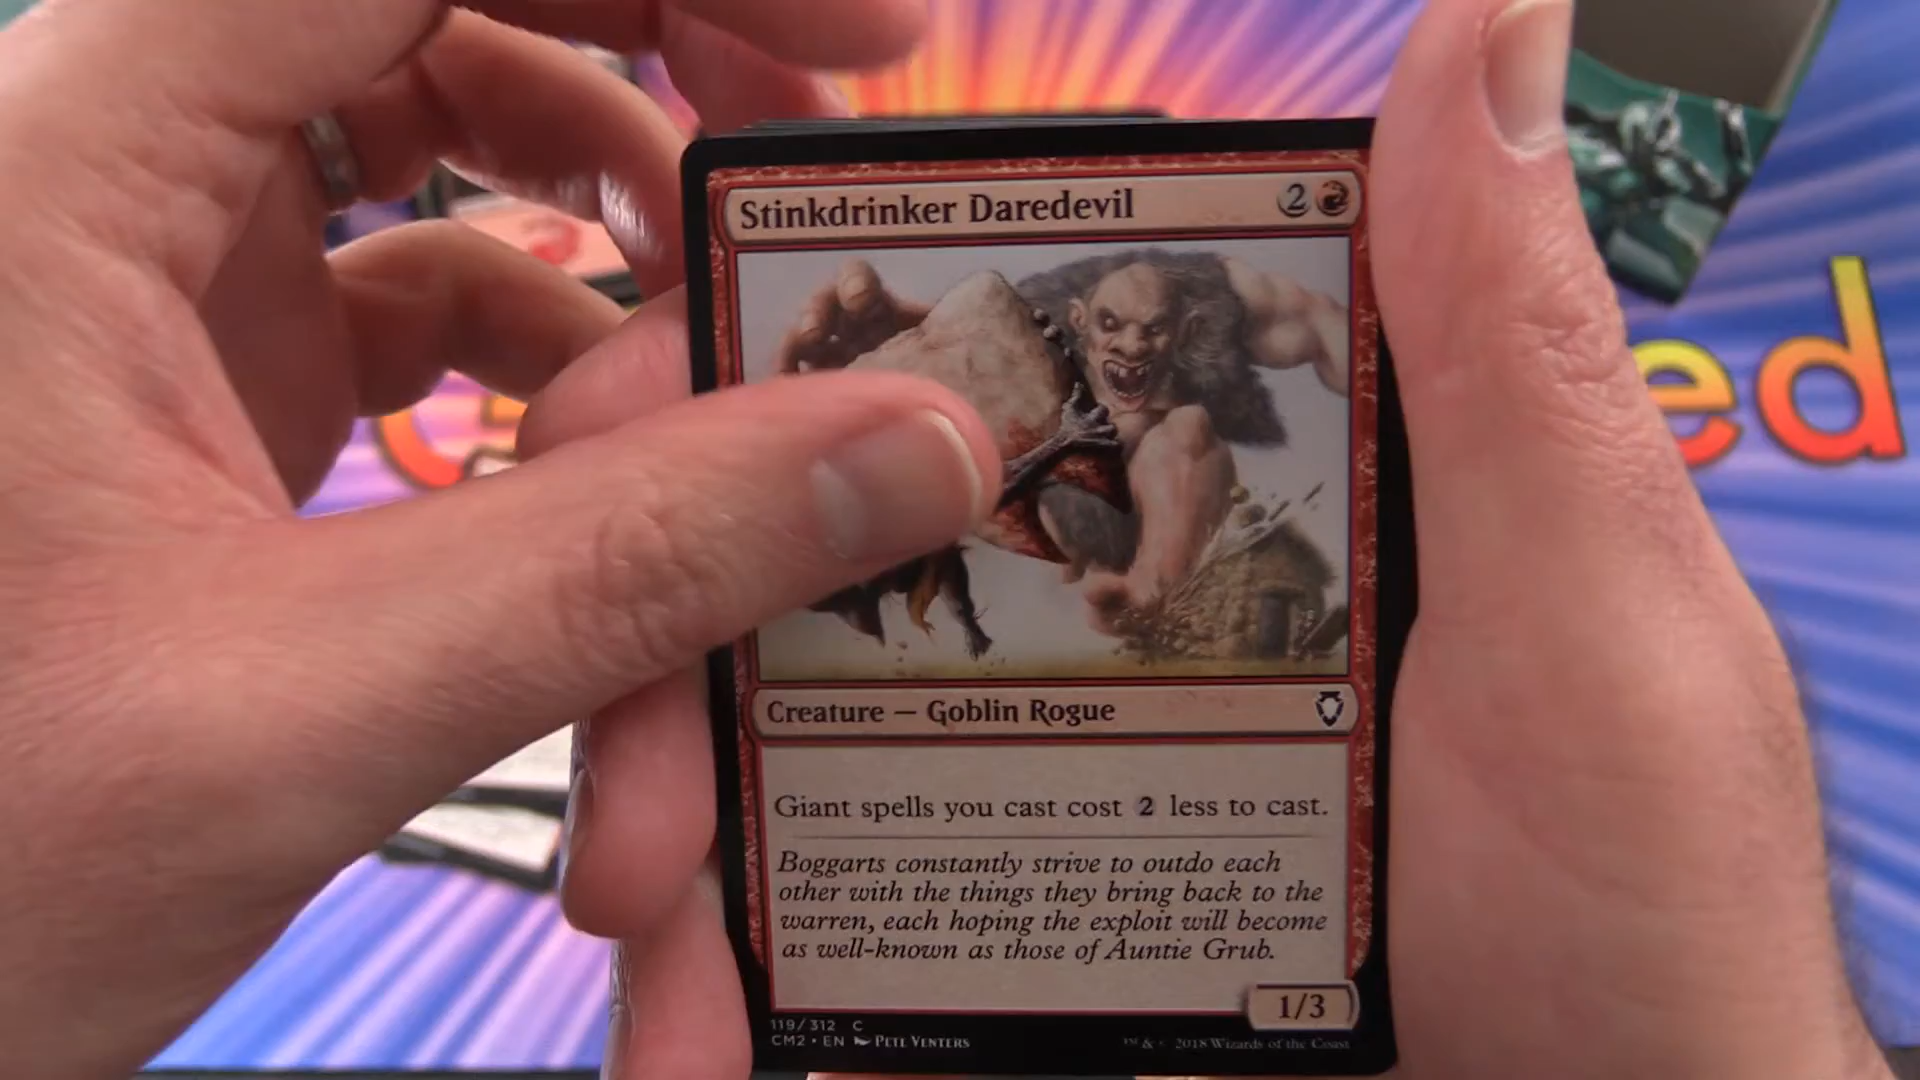 Stinkdrinker Daredevil 2
ed
Creature — Goblin Rogue
Giant spells you cast cost 2 less to cast.
Boggarts constantly strive to outdo each
other with the things they bring back to the
warren, each hoping the exploit will become
as well-known as those of Auntie Grub.
1/3
119/312 C
CM2 • EN PETE VENTERS
™ & © 2018 Wizards of the Coast